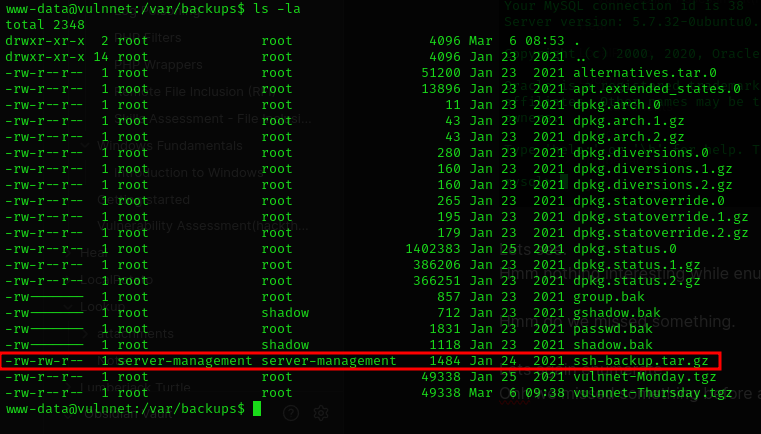 www-data@vulnnet:/var/backups$ ls -la
total 2348
drwxr-xr-x  2 root              root                 4096 Mar  6 08:53 .
drwxr-xr-x 14 root              root                 4096 Jan 23  2021 ..
-rw-r--r--  1 root              root                51200 Jan 23  2021 alternatives.tar.0
-rw-r--r--  1 root              root                13896 Jan 23  2021 apt.extended_states.0
-rw-r--r--  1 root              root                   11 Jan 23  2021 dpkg.arch.0
-rw-r--r--  1 root              root                   43 Jan 23  2021 dpkg.arch.1.gz
-rw-r--r--  1 root              root                   43 Jan 23  2021 dpkg.arch.2.gz
-rw-r--r--  1 root              root                  280 Jan 23  2021 dpkg.diversions.0
-rw-r--r--  1 root              root                  160 Jan 23  2021 dpkg.diversions.1.gz
-rw-r--r--  1 root              root                  160 Jan 23  2021 dpkg.diversions.2.gz
-rw-r--r--  1 root              root                  265 Jan 23  2021 dpkg.statoverride.0
-rw-r--r--  1 root              root                  195 Jan 23  2021 dpkg.statoverride.1.gz
-rw-r--r--  1 root              root                  179 Jan 23  2021 dpkg.statoverride.2.gz
-rw-r--r--  1 root              root              1402383 Jan 25  2021 dpkg.status.0
-rw-r--r--  1 root              root               386206 Jan 23  2021 dpkg.status.1.gz
-rw-r--r--  1 root              root               366251 Jan 23  2021 dpkg.status.2.gz
-rw-------  1 root              root                  857 Jan 23  2021 group.bak
-rw-------  1 root              shadow                712 Jan 23  2021 gshadow.bak
-rw-------  1 root              root                 1831 Jan 23  2021 passwd.bak
-rw-------  1 root              shadow               1118 Jan 23  2021 shadow.bak
-rw-rw-r--  1 server-management server-management    1484 Jan 24  2021 ssh-backup.tar.gz
-rw-r--r--  1 root              root                49338 Jan 25  2021 vulnnet-Monday.tgz
-rw-r--r--  1 root              root                49338 Mar  6 09:38 vulnnet-Thursday.tgz
www-data@vulnnet:/var/backups$